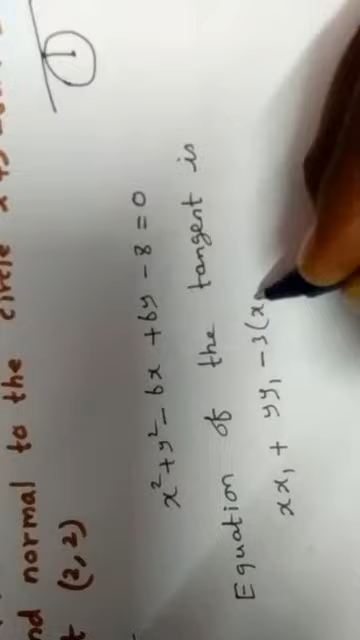 nd normal to the circle x
t (2,2)
1
x² + y² - 6x + 6y - 8 = 0
Equation of the tangent is
xx₁ + yy₁ - 3(x